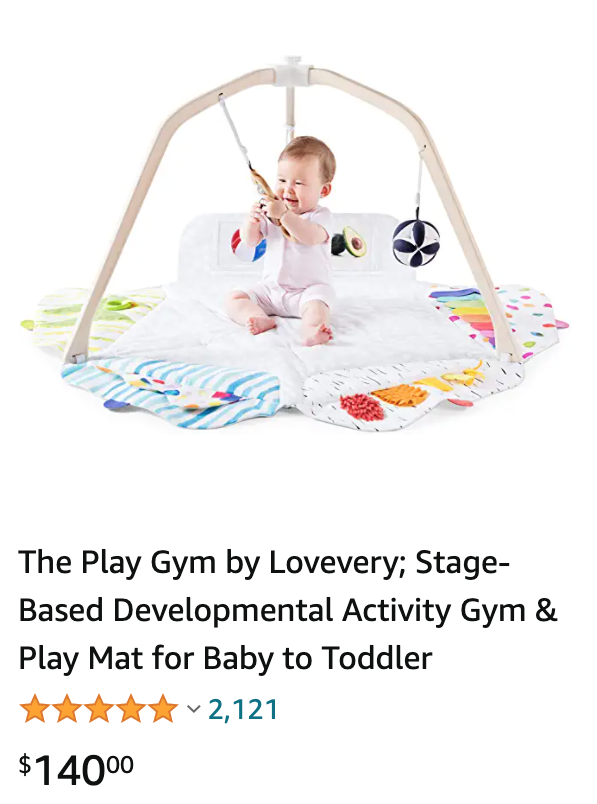 The Play Gym by Lovevery; Stage-
Based Developmental Activity Gym &
Play Mat for Baby to Toddler
2,121
$14000